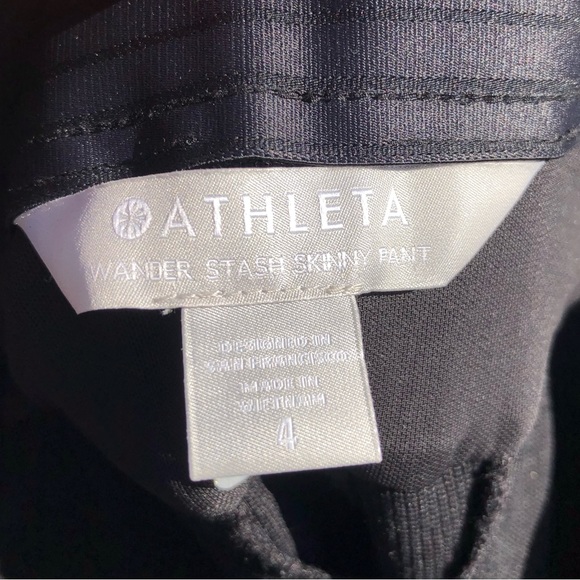 ATHLETA
WANDER STASH SKINNY PANT
DESIGNED IN
SAN FRANCISCO
MADE IN
VIETNAM
4